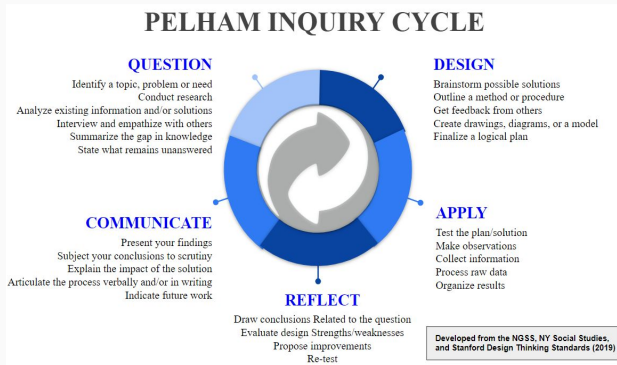 PELHAM INQUIRY CYCLE
QUESTION
Identify a topic, problem or need
Conduct research
Analyze existing information and/or solutions
Interview and empathize with others
Summarize the gap in knowledge
State what remains unanswered
DESIGN
Brainstorm possible solutions
Outline a method or procedure
Get feedback from others
Create drawings, diagrams, or a model
Finalize a logical plan
APPLY
Test the plan/solution
Make observations
Collect information
Process raw data
Organize results
REFLECT
Draw conclusions Related to the question
Evaluate design Strengths/weaknesses
Propose improvements
Re-test
COMMUNICATE
Present your findings
Subject your conclusions to scrutiny
Explain the impact of the solution
Articulate the process verbally and/or in writing
Indicate future work
Developed from the NGSS, NY Social Studies,
and Stanford Design Thinking Standards (2019)